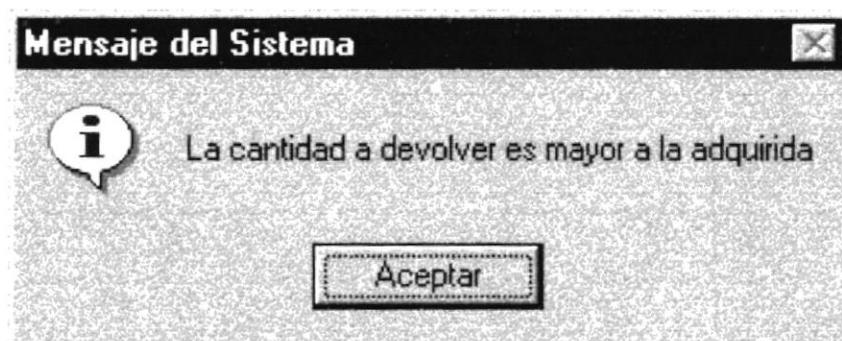 Mensaje del Sistema
La cantidad a devolver es mayor a la adquirida
Aceptar